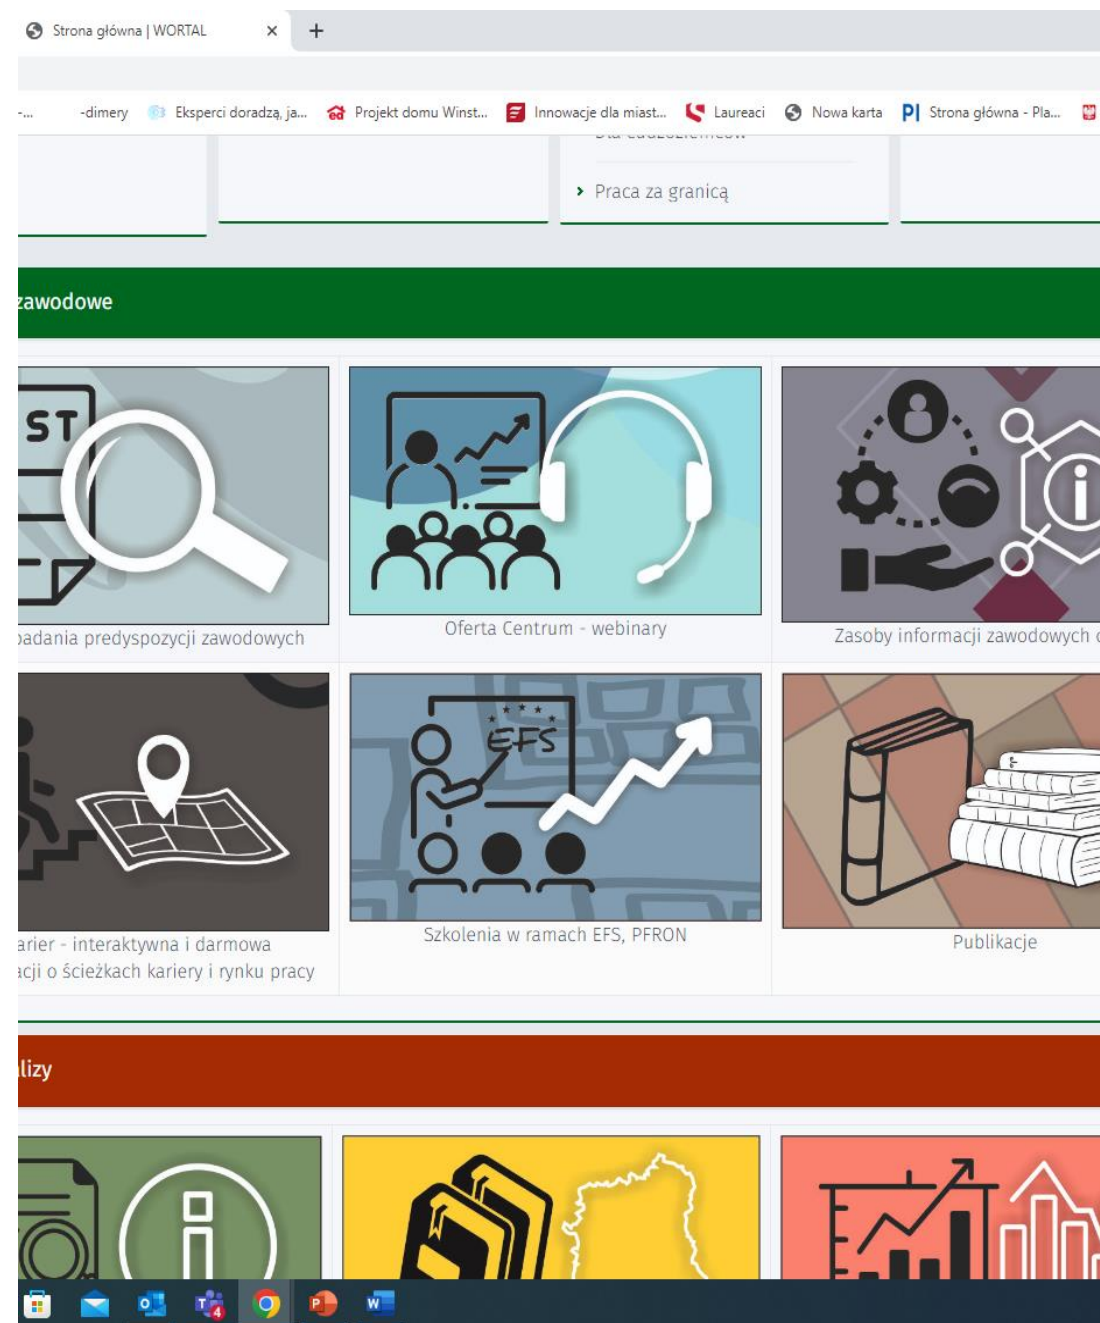 Strona główna | WORTAL
-...
-dimery
Eksperci doradzą, ja...
Projekt domu Winst...
Innowacje dla miast...
Laureaci
Nowa karta
Strona główna - Pla...
Praca za granicą
zawodowe
ST
badania predyspozycji zawodowych
Oferta Centrum - webinary
Zasoby informacji zawodowych
EFS
arier - interaktywna i darmowa
acji o ścieżkach kariery i rynku pracy
Szkolenia w ramach EFS, PFRON
Publikacje
lizy
4